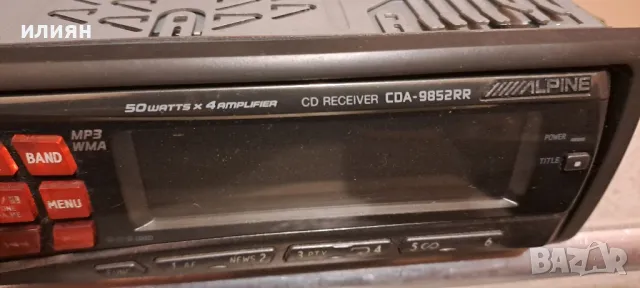 илиян
50 WATTS X 4 AMPLIFIER
CD RECEIVER CDA-9852RR
ALPINE
MP3
WMA
BAND
POWER
TITLE
MENU
NEWS 2
3 PTY
4
5
6
BAZAR
bg